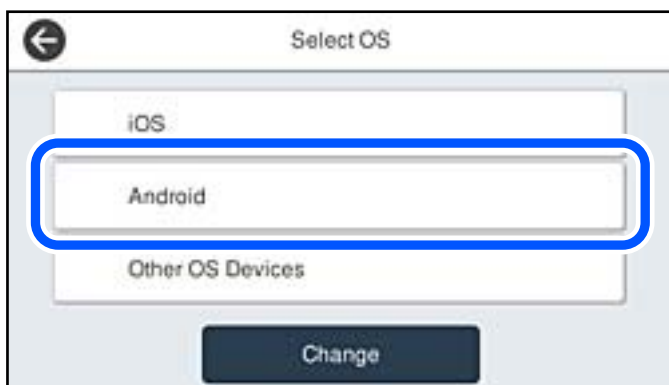 Select OS
iOS
Android
Other OS Devices
Change